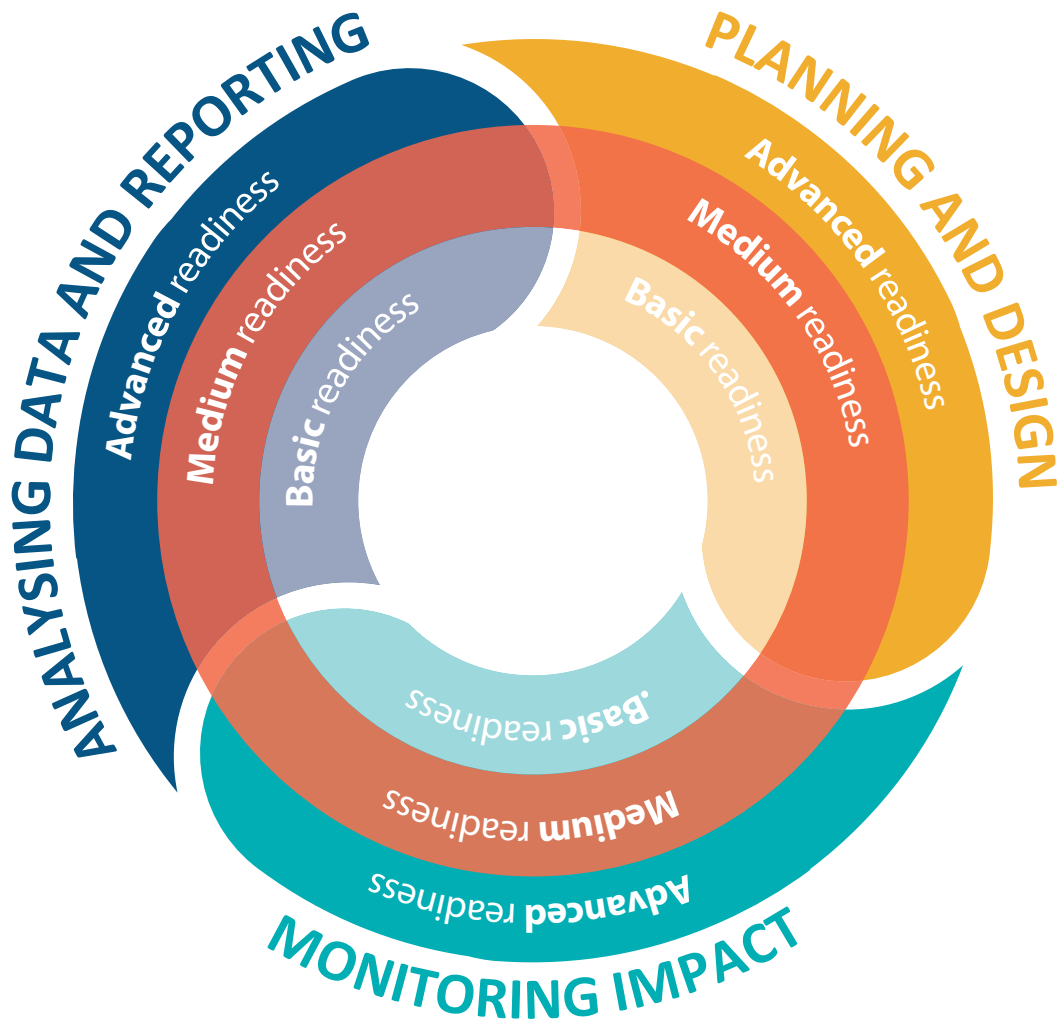 PLANNING AND DESIGN
Advanced readiness
Medium readiness
Basic readiness
MONITORING IMPACT
.Basic readiness
Medium readiness
Advanced readiness
ANALYSING DATA AND REPORTING
Advanced readiness
Medium readiness
Basic readiness